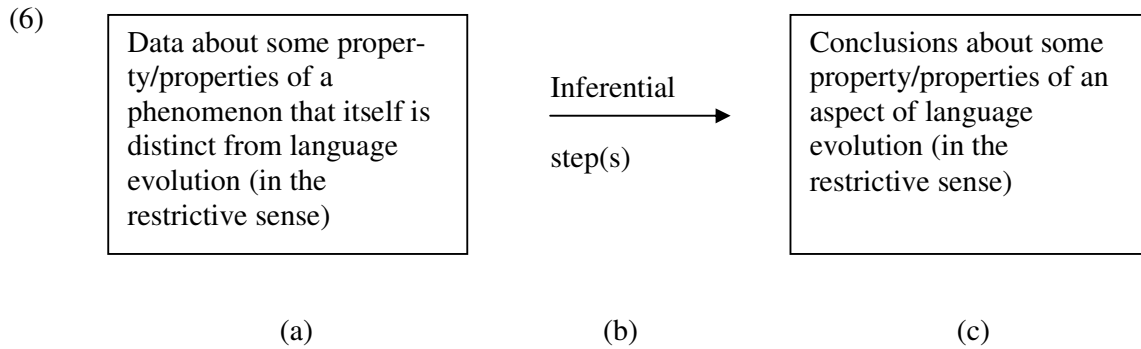 (6)
Data about some proper-
ty/properties of a
phenomenon that itself is
distinct from language
evolution (in the
restrictive sense)
Inferential
step(s)
Conclusions about some
property/properties of an
aspect of language
evolution (in the
restrictive sense)
(a)
(b)
(c)